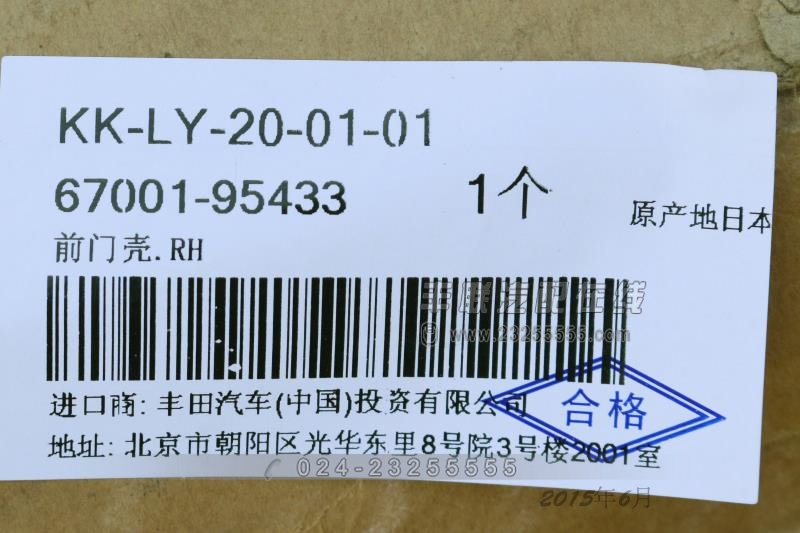 KK-LY-20-01-01
67001-95433 1个 原产地日本
前门壳.RH
丰联汽配在线
www.23255555.com
进口商: 丰田汽车(中国)投资有限公司
合格
地址: 北京市朝阳区光华东里8号院3号楼2001室
024-23255555
2015年6月